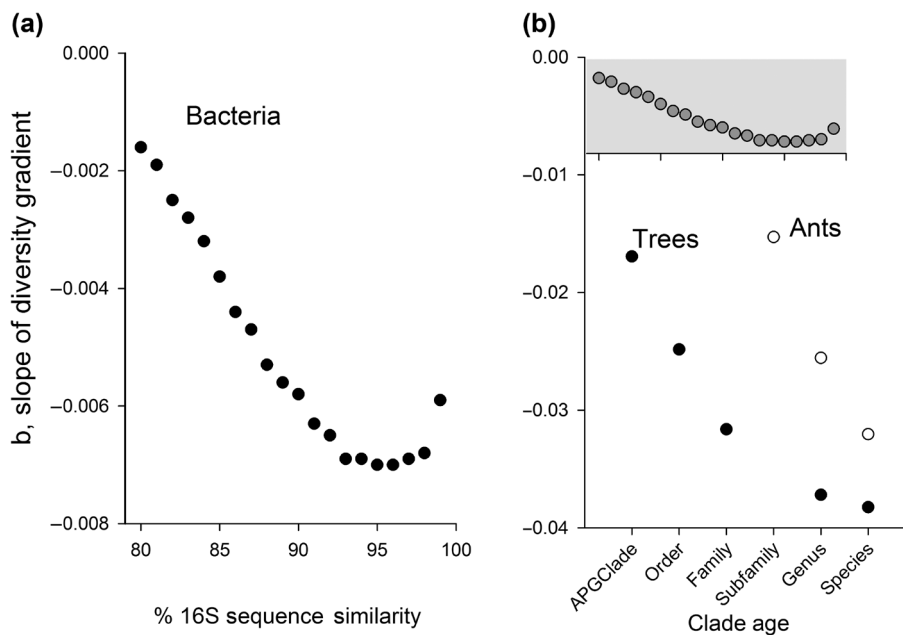 (a)
b, slope of diversity gradient
0.000
−0.002
−0.004
−0.006
−0.008
Bacteria
80
85
90
95
100
% 16S sequence similarity
(b)
0.00
−0.01
−0.02
−0.03
−0.04
Trees
Ants
APGClade
Order
Family
Subfamily
Genus
Species
Clade age